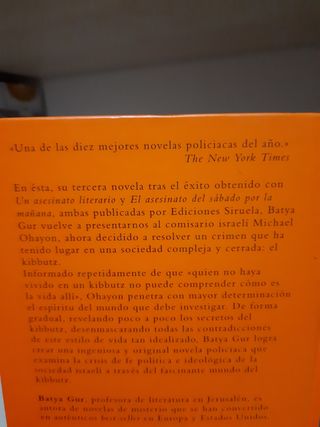 «Una de las diez mejores novelas policiacas del año.»
The New York Times
En ésta, su tercera novela tras el éxito obtenido con
Un asesinato literario y El asesinato del sábado por la
mañana, ambas publicadas por Ediciones Siruela, Batya
Gur vuelve a presentarnos al comisario israelí Michael
Ohayon, ahora decidido a resolver un crimen que ha
tenido lugar en una sociedad compleja y cerrada: el
kibbutz.
Informado repetidamente de que «quien no haya
vivido en un kibbutz no puede comprender cómo es
la vida allí», Ohayon penetra con mayor determinación
el espíritu del mundo que debe investigar. De forma
gradual, revelando poco a poco los secretos del
kibbutz, desenmascarando todas las contradicciones
de este estilo de vida tan idealizado, Batya Gur logra
crear una ingeniosa y original novela policiaca que
examina la crisis de fe política e ideológica de la
sociedad israelí a través del fascinante mundo del
kibbutz.
Batya Gur, profesora de literatura en Jerusalén, es
autora de novelas de misterio que se han convertido
en auténticos best-sellers en Europa y Estados Unidos.